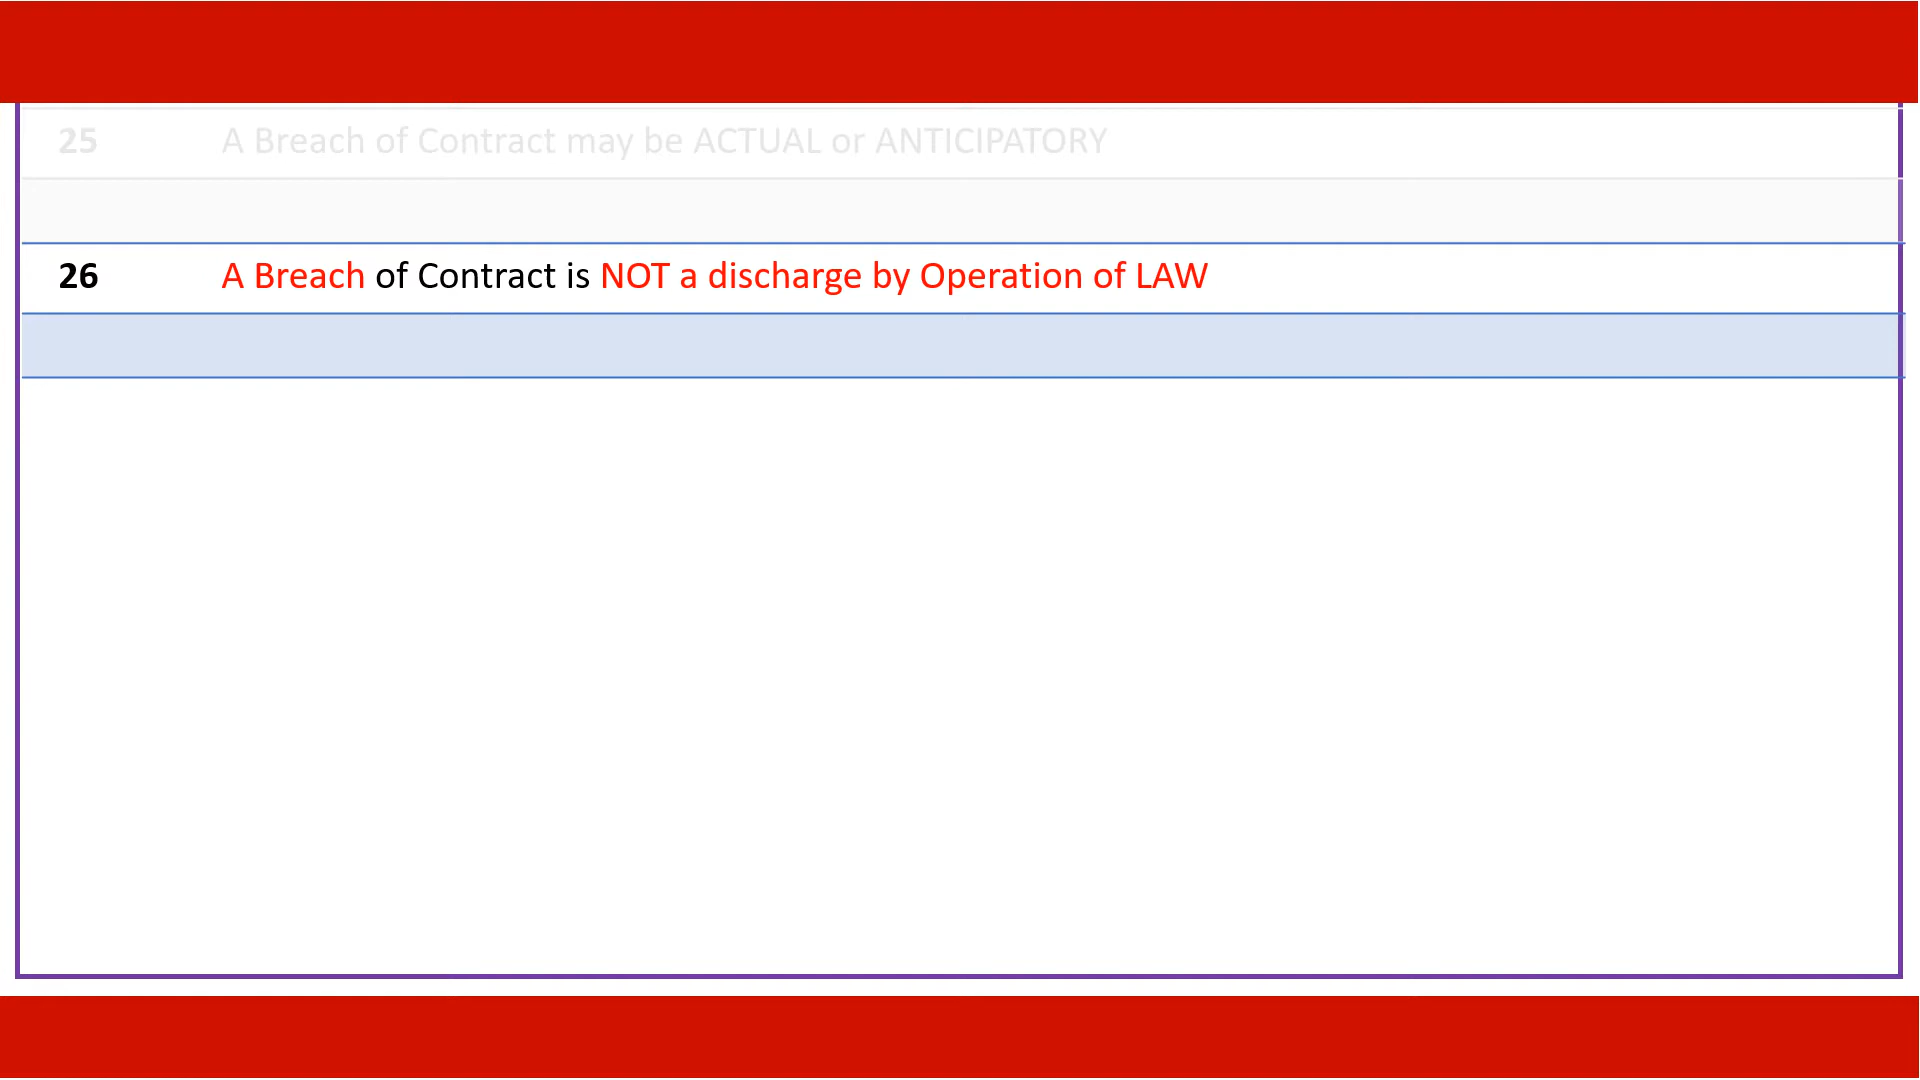 25 A Breach of Contract may be ACTUAL or ANTICIPATORY
26 A Breach of Contract is NOT a discharge by Operation of LAW